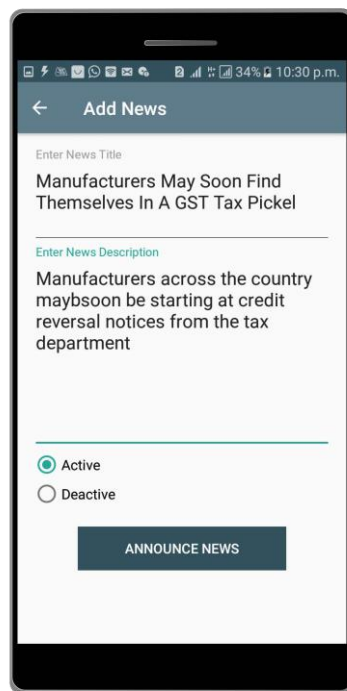 34% 10:30 p.m.
Add News
Enter News Title
Manufacturers May Soon Find
Themselves In A GST Tax Pickel
Enter News Description
Manufacturers across the country
maybsoon be starting at credit
reversal notices from the tax
department
Active
Deactive
ANNOUNCE NEWS